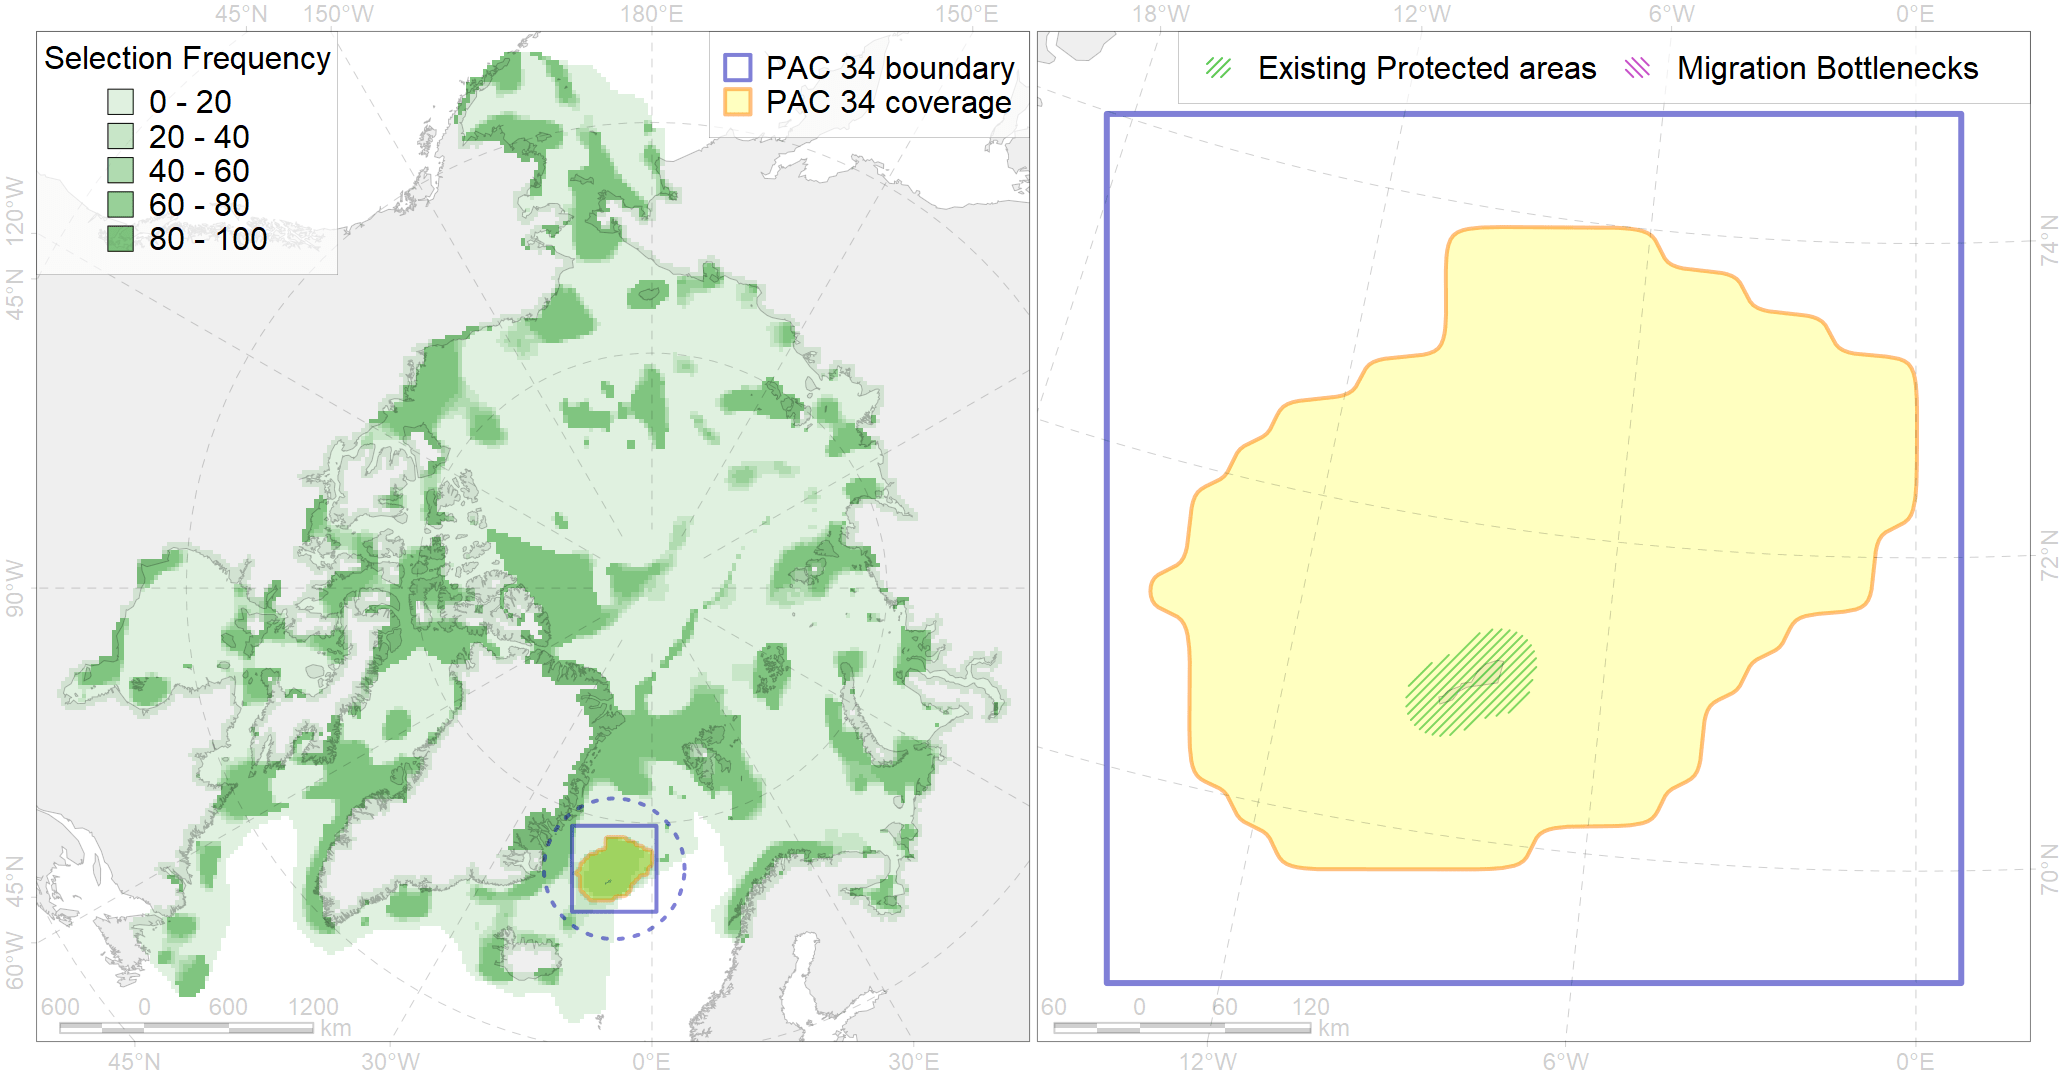 45°N 150°W 180°E 150°E 18°W 12°W 6°W 0°E
Selection Frequency
0 - 20
20 - 40
40 - 60
60 - 80
80 - 100
PAC 34 boundary
PAC 34 coverage
Existing Protected areas Migration Bottlenecks
120°W
45°N
90°W
45°N
60°W
74°N
72°N
70°N
600 0 600 1200
km
60 0 60 120
km
45°N 30°W 0°E 30°E 12°W 6°W 0°E